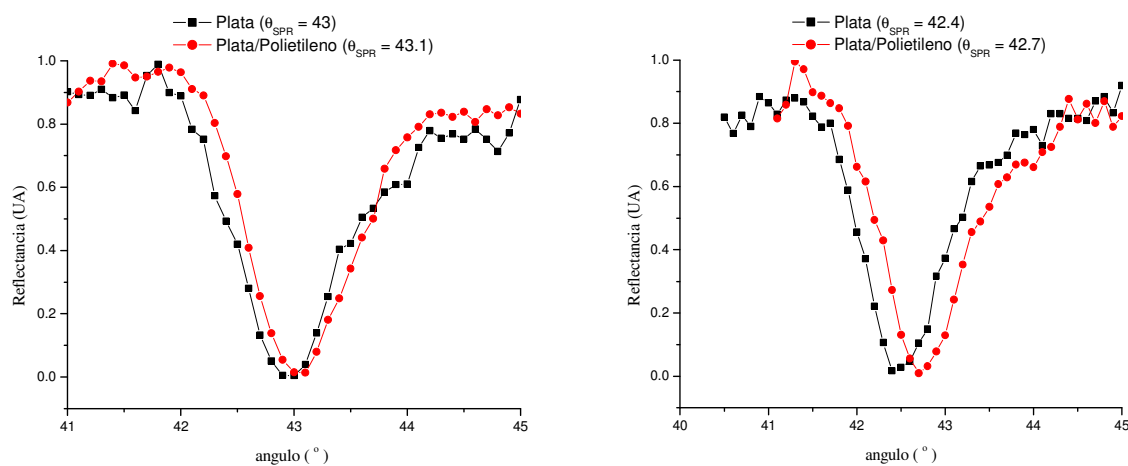 Plata (θSPR = 43)
Plata/Polietileno (θSPR = 43.1)
1.0
0.8
0.6
0.4
0.2
0.0
Reflectancia (UA)
41 42 43 44 45
angulo ( °)
Plata (θSPR = 42.4)
Plata/Polietileno (θSPR = 42.7)
1.0
0.8
0.6
0.4
0.2
0.0
Reflectancia (UA)
40 41 42 43 44 45
angulo ( °)